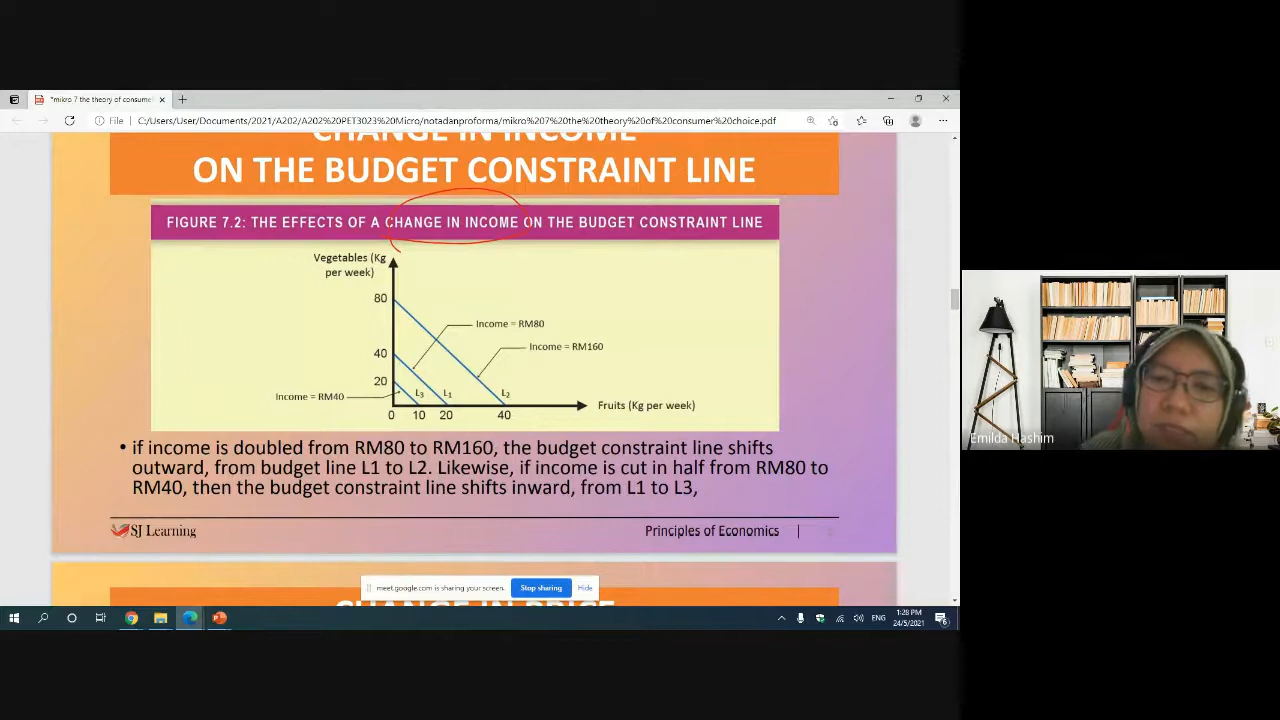 *mikro 7 the theory of consume
File
C:/Users/User/Documents/2021/A202/A202%20PET3023%20Micro/notadanproforma/mikro%207%20the%20theory%20of%20consumer%20choice.pdf
CHANGE IN INCOME
ON THE BUDGET CONSTRAINT LINE
FIGURE 7.2: THE EFFECTS OF A CHANGE IN INCOME ON THE BUDGET CONSTRAINT LINE
Vegetables (Kg
per week)
80
Income = RM80
Income = RM160
40
20
Income = RM40
L3
L1
L2
0
10
20
40
Fruits (Kg per week)
• if income is doubled from RM80 to RM160, the budget constraint line shifts
outward, from budget line L1 to L2. Likewise, if income is cut in half from RM80 to
RM40, then the budget constraint line shifts inward, from L1 to L3,
SJ Learning
Principles of Economics |
meet.google.com is sharing your screen.
Stop sharing
Hide
CHANGE IN PRICE
ENG
1:28 PM
24/5/2021
6
Emilda Hashim